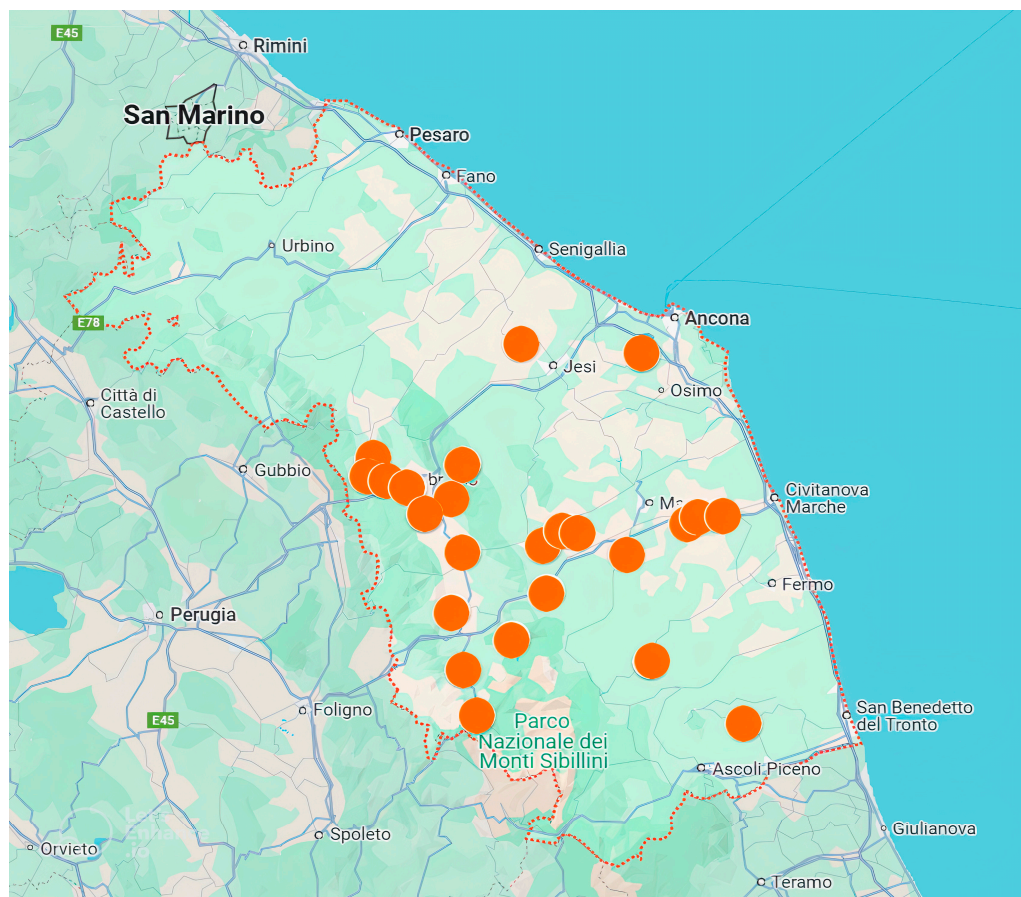 E45
Rimini
San Marino
Pesaro
Fano
Urbino
Senigallia
E78
Ancona
Jesi
Osimo
Città di
Castello
Gubbio
Civitanova
Marche
Fermo
Perugia
Foligno
E45
San Benedetto
del Tronto
Parco
Nazionale dei
Monti Sibillini
Ascoli Piceno
Spoleto
Giulianova
Orvieto
Teramo